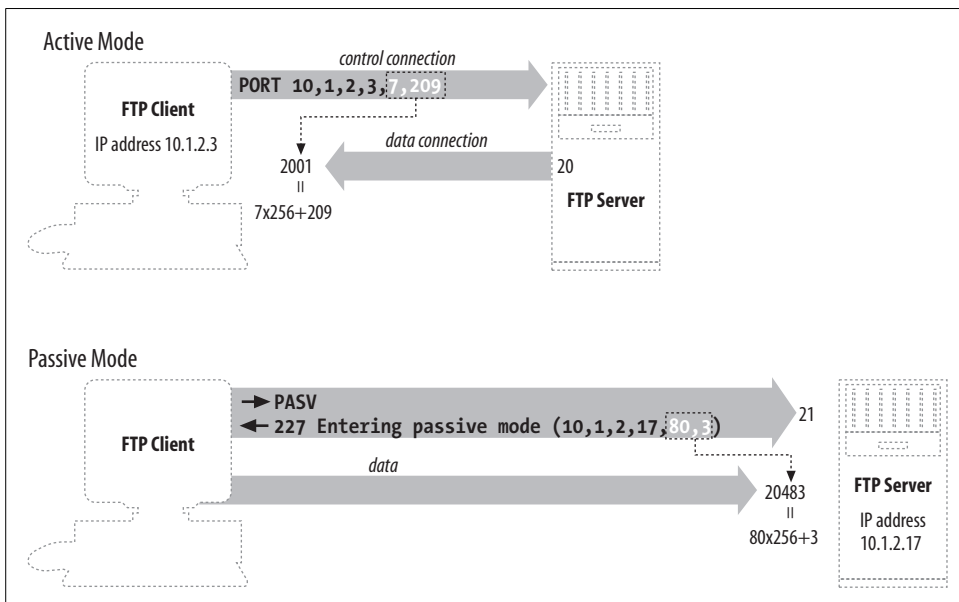 Active Mode
control connection
PORT 10,1,2,3,7,209
FTP Client
IP address 10.1.2.3
data connection
2001
20
=
7x256+209
FTP Server
Passive Mode
→ PASV
← 227 Entering passive mode (10,1,2,17,80,3)
21
FTP Client
data
20483
=
80x256+3
FTP Server
IP address
10.1.2.17